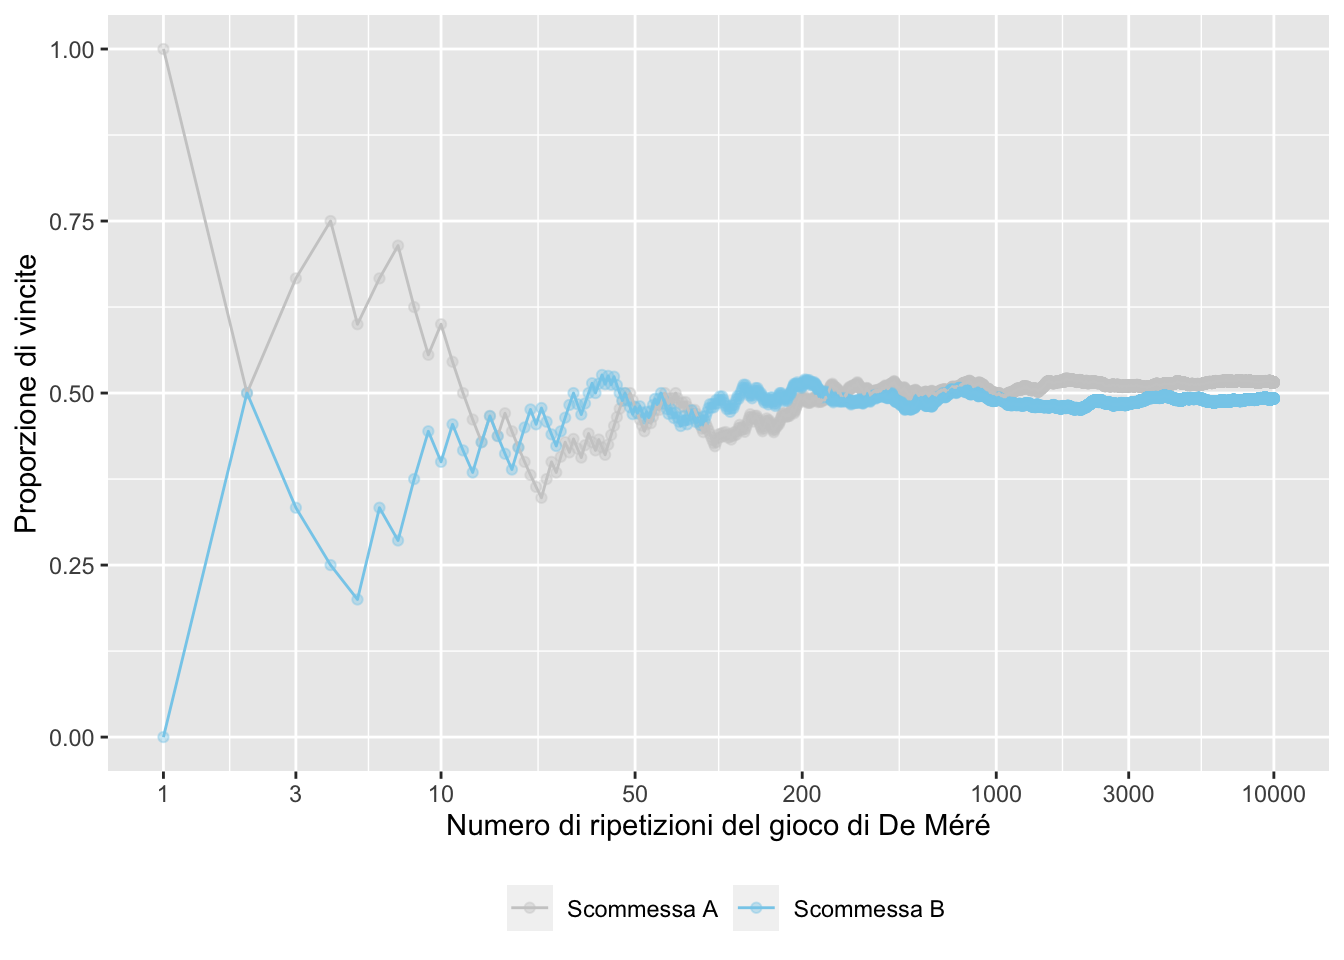 Proporzione di vincite
1.00
0.75
0.50
0.25
0.00
1 3 10 50 200 1000 3000 10000
Numero di ripetizioni del gioco di De Méré
Scommessa A Scommessa B